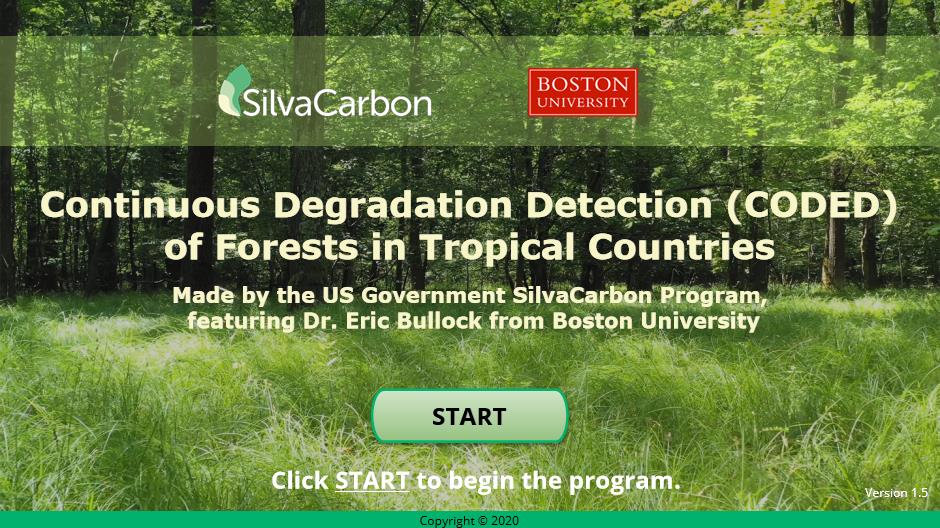 SilvaCarbon
BOSTON
UNIVERSITY
Continuous Degradation Detection (CODED)
of Forests in Tropical Countries
Made by the US Government SilvaCarbon Program,
featuring Dr. Eric Bullock from Boston University
START
Click START to begin the program.
Version 1.5
Copyright © 2020